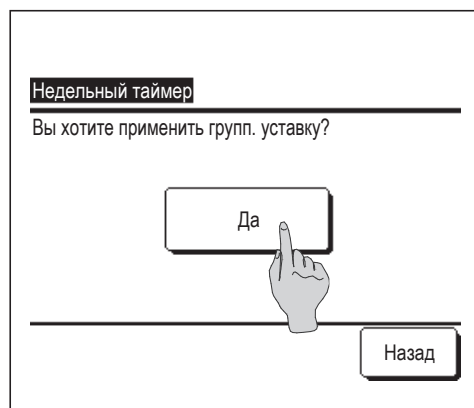 Недельный таймер
Вы хотите применить групп. уставку?
Да
Назад